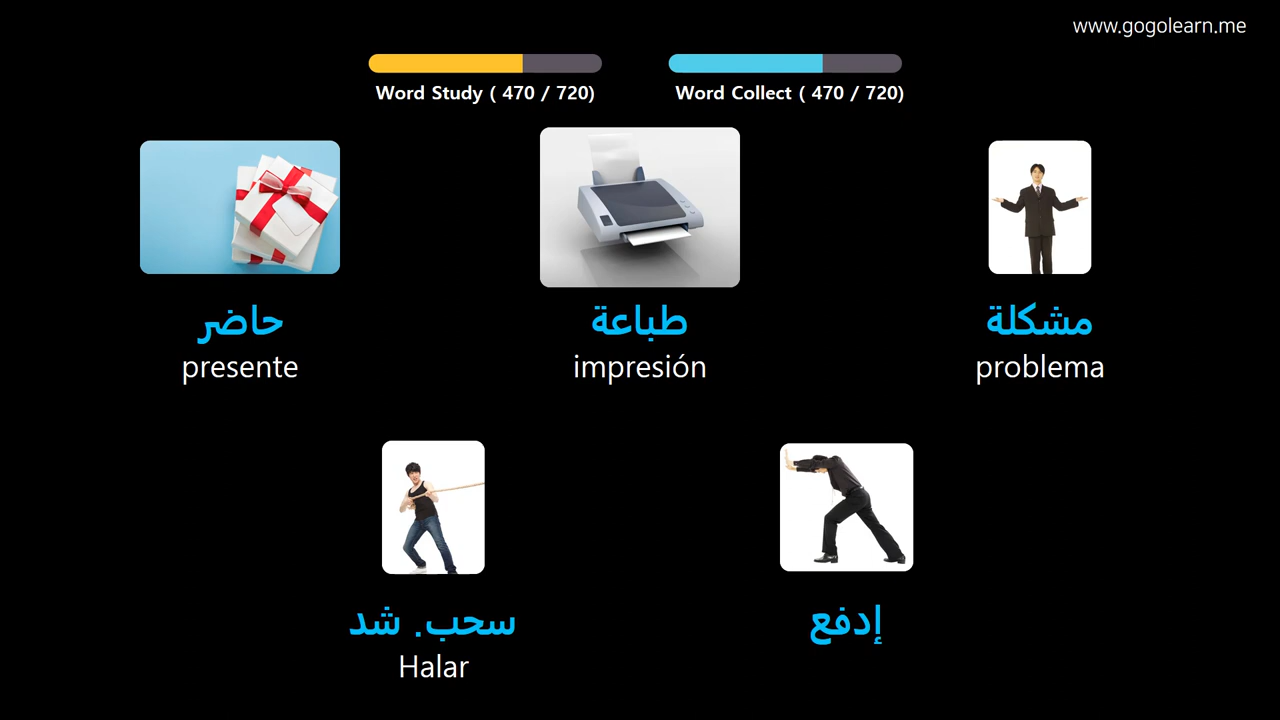 www.gogolearn.me
Word Study ( 470 / 720)
Word Collect ( 470 / 720)
حاضر
presente
طباعة
impresión
مشكلة
problema
سحب. شد
Halar
إدفع